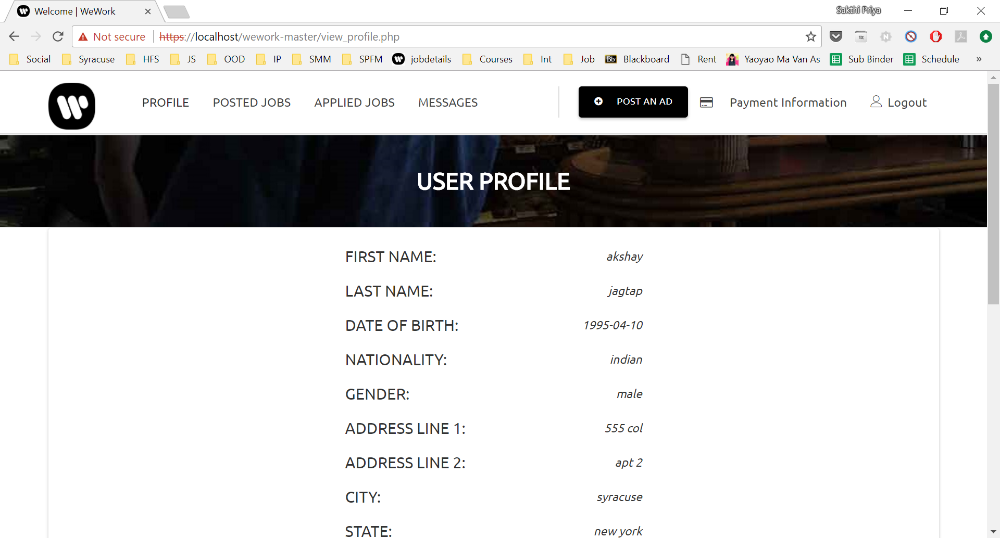 Welcome | WeWork
Sakthi Priya
Not secure https://localhost/wework-master/view_profile.php
Social Syracuse HFS JS OOD IP SMM SPFM jobdetails Courses Int Job Blackboard Rent Yaoyao Ma Van As Sub Binder Schedule »
PROFILE POSTED JOBS APPLIED JOBS MESSAGES POST AN AD Payment Information Logout
USER PROFILE
FIRST NAME: akshay
LAST NAME: jagtap
DATE OF BIRTH: 1995-04-10
NATIONALITY: indian
GENDER: male
ADDRESS LINE 1: 555 col
ADDRESS LINE 2: apt 2
CITY: syracuse
STATE: new york